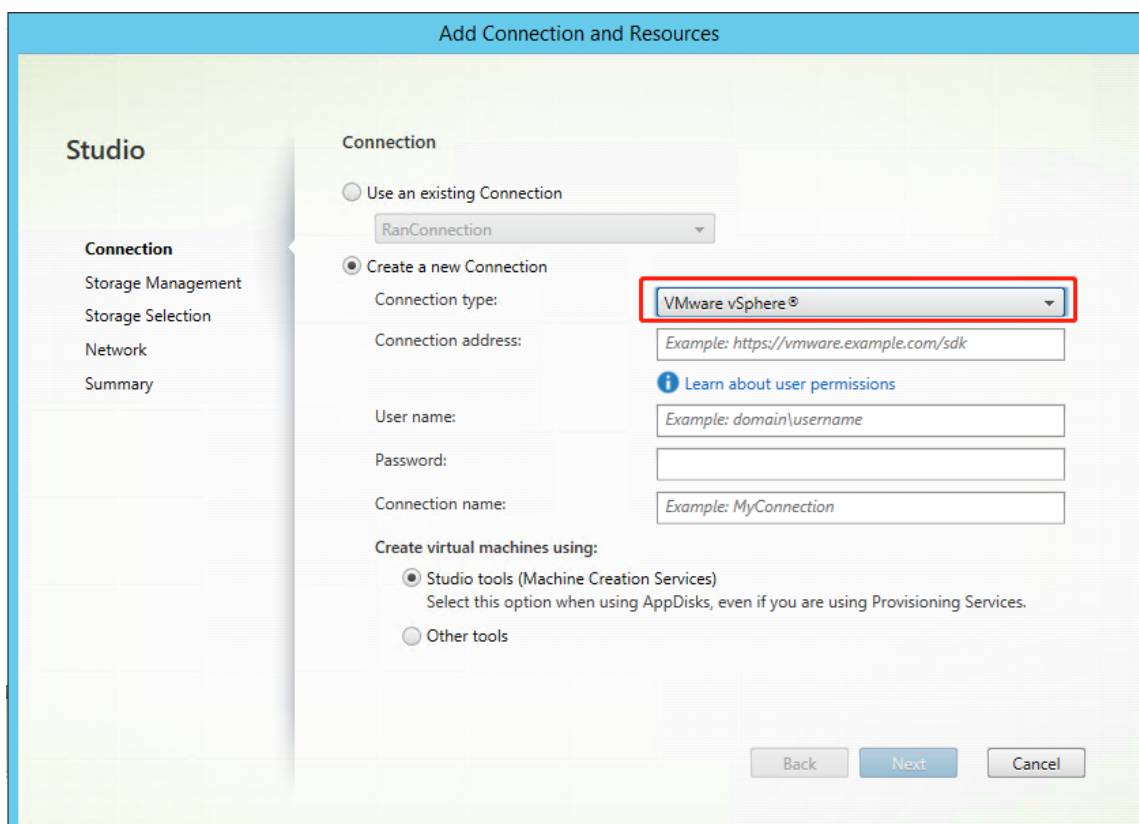 Add Connection and Resources
Studio
Connection
Storage Management
Storage Selection
Network
Summary
Connection
Use an existing Connection
RanConnection
Create a new Connection
Connection type: VMware vSphere®
Connection address: Example: https://vmware.example.com/sdk
Learn about user permissions
User name: Example: domain\username
Password:
Connection name: Example: MyConnection
Create virtual machines using:
Studio tools (Machine Creation Services)
Select this option when using AppDisks, even if you are using Provisioning Services.
Other tools
Back Next Cancel